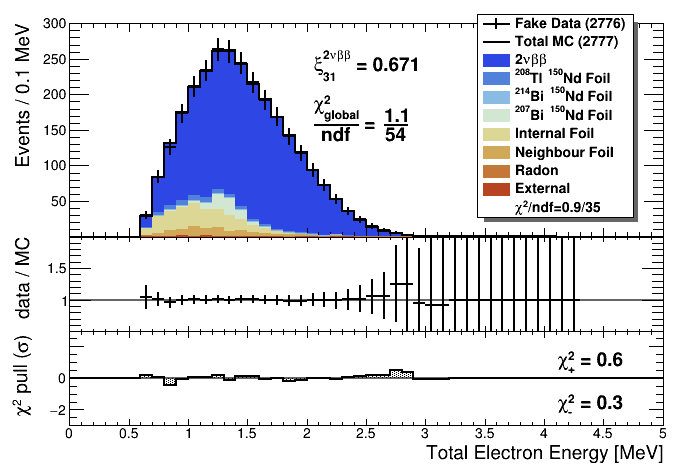 300
250
200
150
100
50
Events / 0.1 MeV
ξ₃₁²ᵛᵝᵝ = 0.671
χ²global/ndf = 1.1/54
Fake Data (2776)
Total MC (2777)
2νββ
²⁰⁸Tl ¹⁵⁰Nd Foil
²¹⁴Bi ¹⁵⁰Nd Foil
²⁰⁷Bi ¹⁵⁰Nd Foil
Internal Foil
Neighbour Foil
Radon
External
χ²/ndf=0.9/35
data / MC
1.5
1
χ² pull (σ)
0
−2
χ²₊ = 0.6
χ²₋ = 0.3
0 0.5 1 1.5 2 2.5 3 3.5 4 4.5 5
Total Electron Energy [MeV]